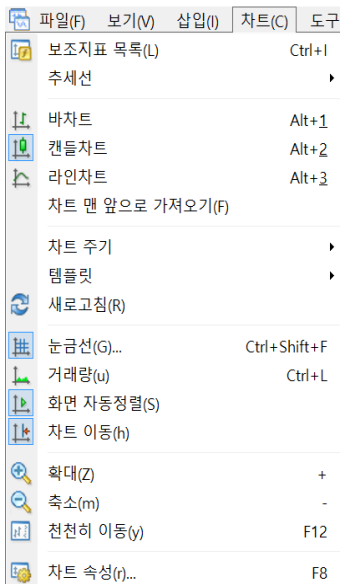 파일(F) 보기(V) 삽입(I) 차트(C) 도구
보조지표 목록(L) Ctrl+I
추세선
바차트 Alt+1
캔들차트 Alt+2
라인차트 Alt+3
차트 맨 앞으로 가져오기(F)
차트 주기
템플릿
새로고침(R)
눈금선(G)... Ctrl+Shift+F
거래량(u) Ctrl+L
화면 자동정렬(S)
차트 이동(h)
확대(Z) +
축소(m) -
천천히 이동(y) F12
차트 속성(r)... F8